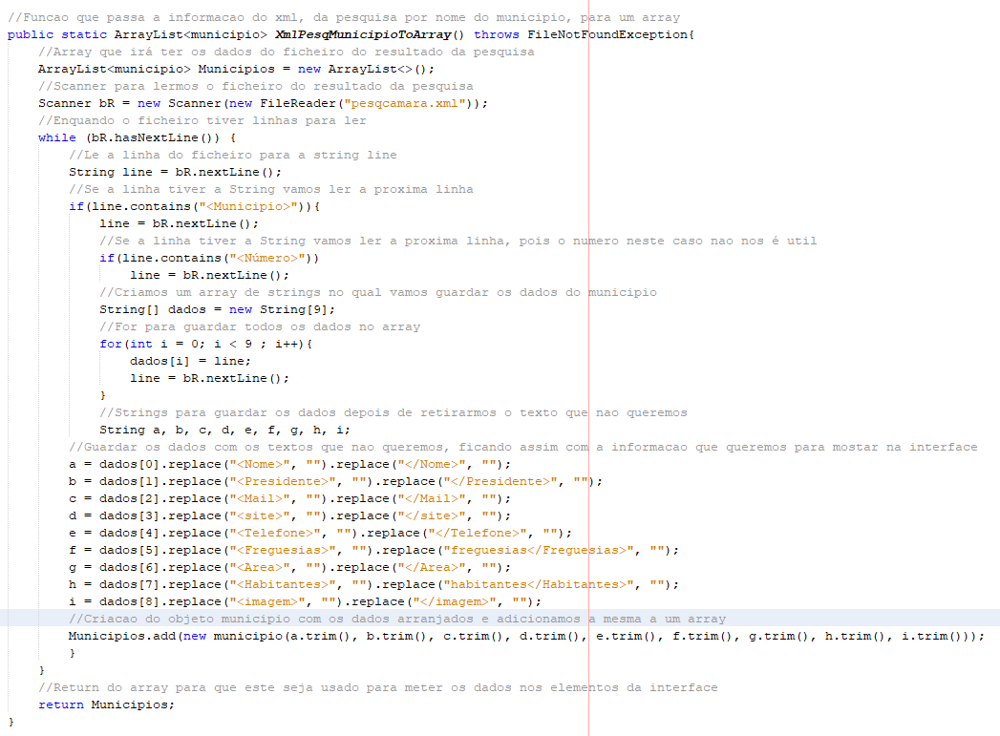 //Funcao que passa a informacao do xml, da pesquisa por nome do municipio, para um array
public static ArrayList<municipio> XmlPesqMunicipioToArray() throws FileNotFoundException{
//Array que irá ter os dados do ficheiro do resultado da pesquisa
ArrayList<municipio> Municipios = new ArrayList<>();
//Scanner para lermos o ficheiro do resultado da pesquisa
Scanner bR = new Scanner(new FileReader("pesqcamara.xml"));
//Enquando o ficheiro tiver linhas para ler
while (bR.hasNextLine()) {
//Le a linha do ficheiro para a string line
String line = bR.nextLine();
//Se a linha tiver a String vamos ler a proxima linha
if(line.contains("<Municipio>")){
line = bR.nextLine();
//Se a linha tiver a String vamos ler a proxima linha, pois o numero neste caso nao nos é util
if(line.contains("<Número>"))
line = bR.nextLine();
//Criamos um array de strings no qual vamos guardar os dados do municipio
String[] dados = new String[9];
//For para guardar todos os dados no array
for(int i = 0; i < 9 ; i++){
dados[i] = line;
line = bR.nextLine();
}
//Strings para guardar os dados depois de retirarmos o texto que nao queremos
String a, b, c, d, e, f, g, h, i;
//Guardar os dados com os textos que nao queremos, ficando assim com a informacao que queremos para mostar na interface
a = dados[0].replace("<Nome>", "").replace("</Nome>", "");
b = dados[1].replace("<Presidente>", "").replace("</Presidente>", "");
c = dados[2].replace("<Mail>", "").replace("</Mail>", "");
d = dados[3].replace("<site>", "").replace("</site>", "");
e = dados[4].replace("<Telefone>", "").replace("</Telefone>", "");
f = dados[5].replace("<Freguesias>", "").replace("freguesias</Freguesias>", "");
g = dados[6].replace("<Area>", "").replace("</Area>", "");
h = dados[7].replace("<Habitantes>", "").replace("habitantes</Habitantes>", "");
i = dados[8].replace("<imagem>", "").replace("</imagem>", "");
//Criacao do objeto municipio com os dados arranjados e adicionamos a mesma a um array
Municipios.add(new municipio(a.trim(), b.trim(), c.trim(), d.trim(), e.trim(), f.trim(), g.trim(), h.trim(), i.trim()));
}
}
//Return do array para que este seja usado para meter os dados nos elementos da interface
return Municipios;
}